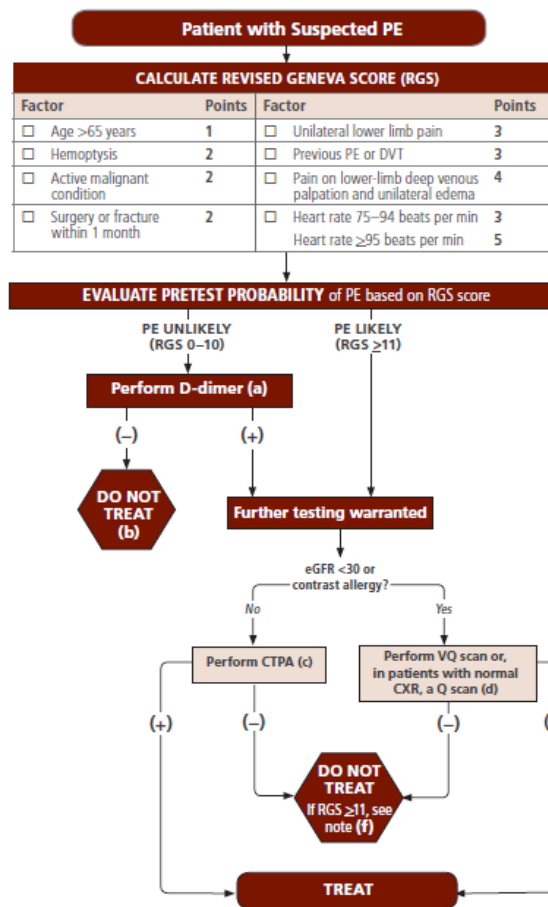 Patient with Suspected PE
CALCULATE REVISED GENEVA SCORE (RGS)
Factor Points Factor Points
☐ Age >65 years 1 ☐ Unilateral lower limb pain 3
☐ Hemoptysis 2 ☐ Previous PE or DVT 3
☐ Active malignant 2 ☐ Pain on lower-limb deep venous 4
condition palpation and unilateral edema
☐ Surgery or fracture 2 ☐ Heart rate 75–94 beats per min 3
within 1 month Heart rate ≥95 beats per min 5
EVALUATE PRETEST PROBABILITY of PE based on RGS score
PE UNLIKELY PE LIKELY
(RGS 0–10) (RGS ≥11)
Perform D-dimer (a)
(–) (+)
DO NOT
TREAT
(b)
Further testing warranted
eGFR <30 or
contrast allergy?
No Yes
Perform CTPA (c)
Perform VQ scan or,
in patients with normal
CXR, a Q scan (d)
(+) (–) (–)
DO NOT
TREAT
If RGS ≥11, see
note (f)
TREAT